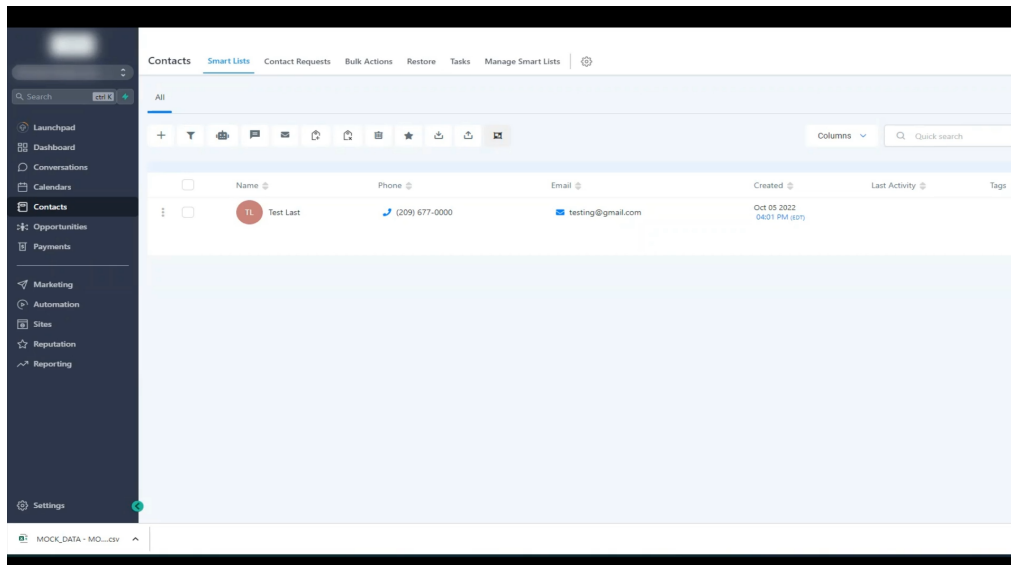 Search ctrl K +
Launchpad
Dashboard
Conversations
Calendars
Contacts
Opportunities
Payments
Marketing
Automation
Sites
Reputation
Reporting
Settings
Contacts Smart Lists Contact Requests Bulk Actions Restore Tasks Manage Smart Lists
All
Columns Quick search
Name Phone Email Created Last Activity Tags
TL Test Last (209) 677-0000 testing@gmail.com Oct 05 2022
04:01 PM (EDT)
MOCK_DATA - MO....csv